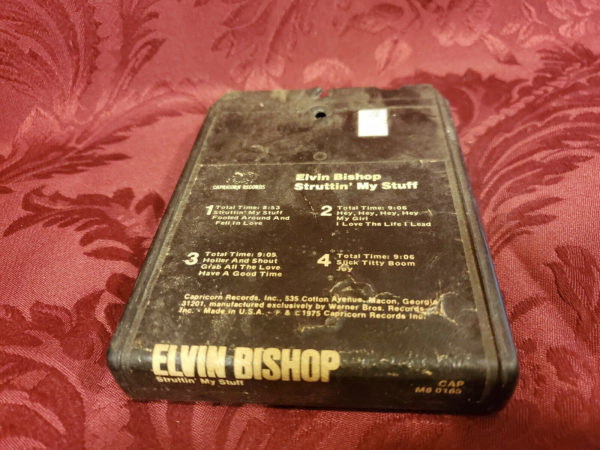 CAPRICORN RECORDS
Elvin Bishop
Struttin' My Stuff
1 Total Time: 8:53
Struttin' My Stuff
Fooled Around And
Fell In Love
2 Total Time: 9:06
Hey, Hey, Hey, Hey
My Girl
I Love The Life I Lead
3 Total Time: 9:05
Holler And Shout
Grab All The Love
Have A Good Time
4 Total Time: 9:06
Slick Titty Boom
Joy
Capricorn Records, Inc., 535 Cotton Avenue, Macon, Georgia
31201, manufactured exclusively by Warner Bros. Records
Inc. • Made in U.S.A. • ℗ & ©1975 Capricorn Records Inc.
ELVIN BISHOP
Struttin' My Stuff
CAP
M8 0165